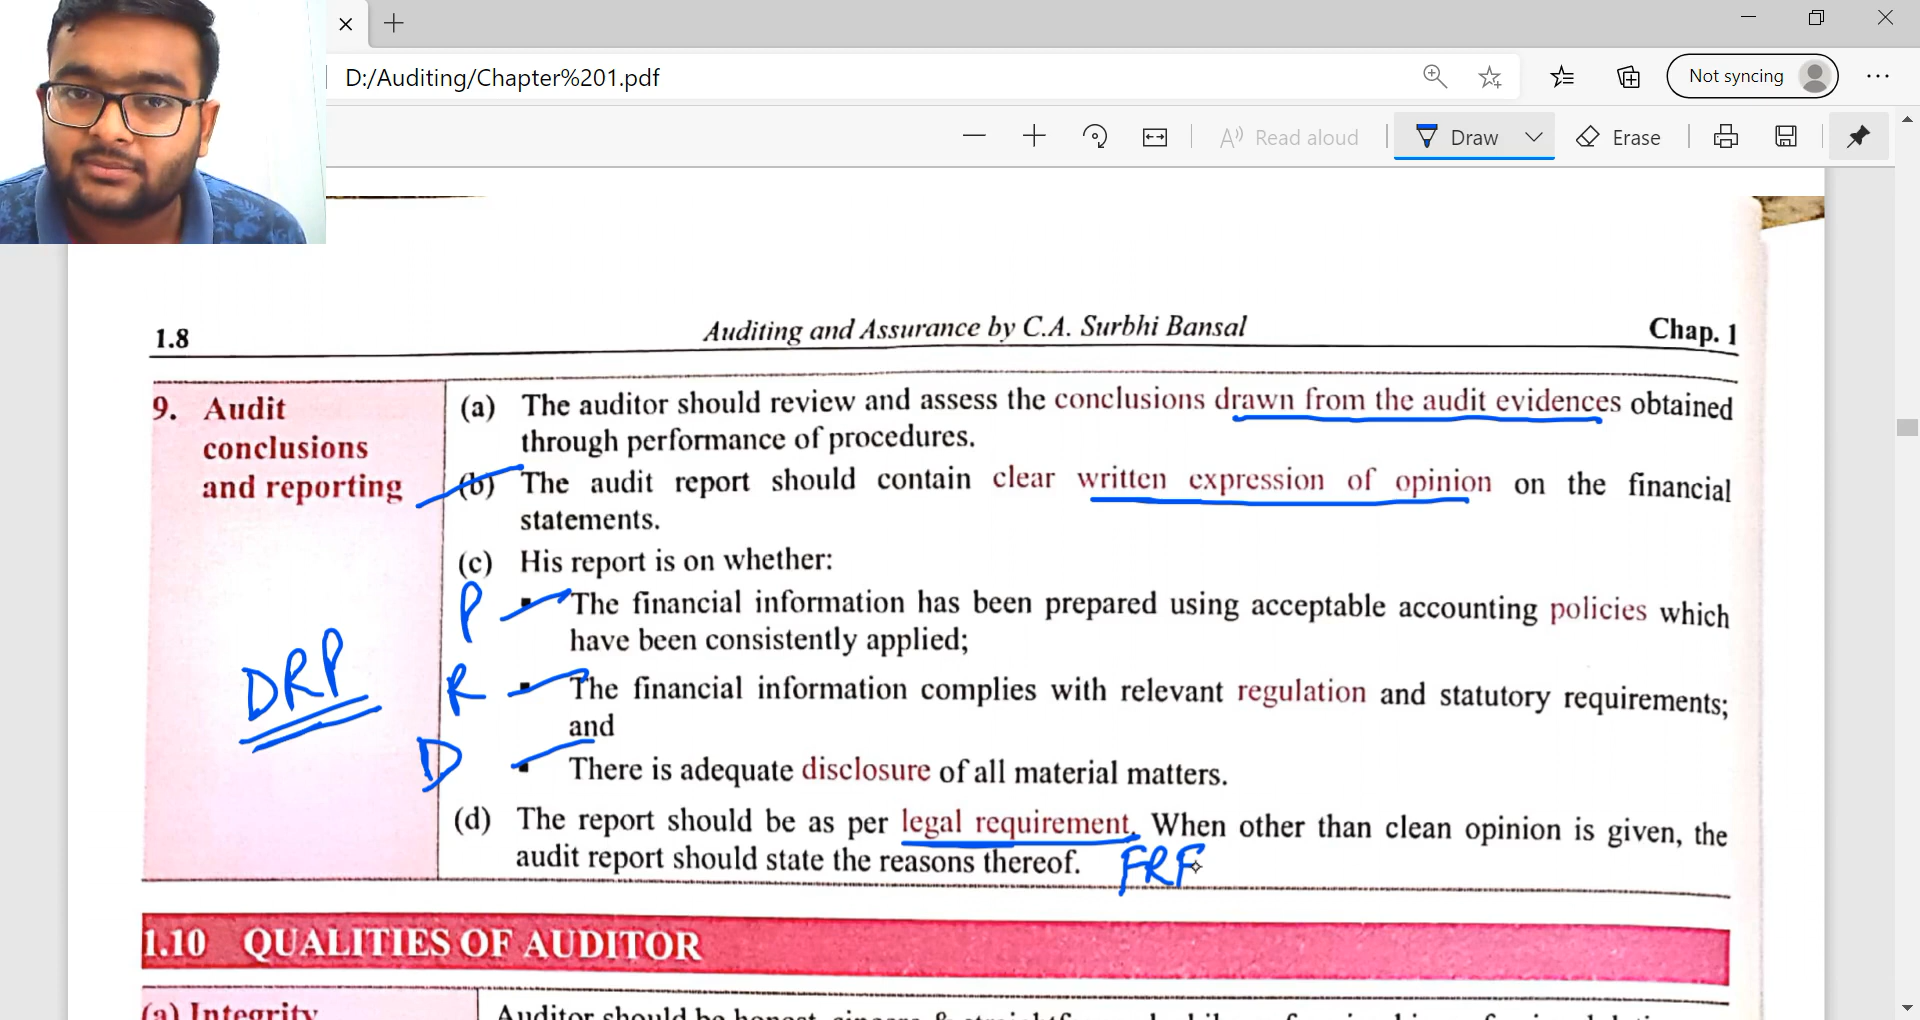 D:/Auditing/Chapter%201.pdf
Not syncing
Read aloud
Draw
Erase
1.8
Auditing and Assurance by C.A. Surbhi Bansal
Chap. 1
9. Audit
conclusions
and reporting
(a) The auditor should review and assess the conclusions drawn from the audit evidences obtained
through performance of procedures.
(b) The audit report should contain clear written expression of opinion on the financial
statements.
(c) His report is on whether:
P
▪ The financial information has been prepared using acceptable accounting policies which
have been consistently applied;
DRP
R
▪ The financial information complies with relevant regulation and statutory requirements;
and
D
▪ There is adequate disclosure of all material matters.
(d) The report should be as per legal requirement. When other than clean opinion is given, the
audit report should state the reasons thereof.
FRF
1.10 QUALITIES OF AUDITOR
(a) Integrity
Auditor should be